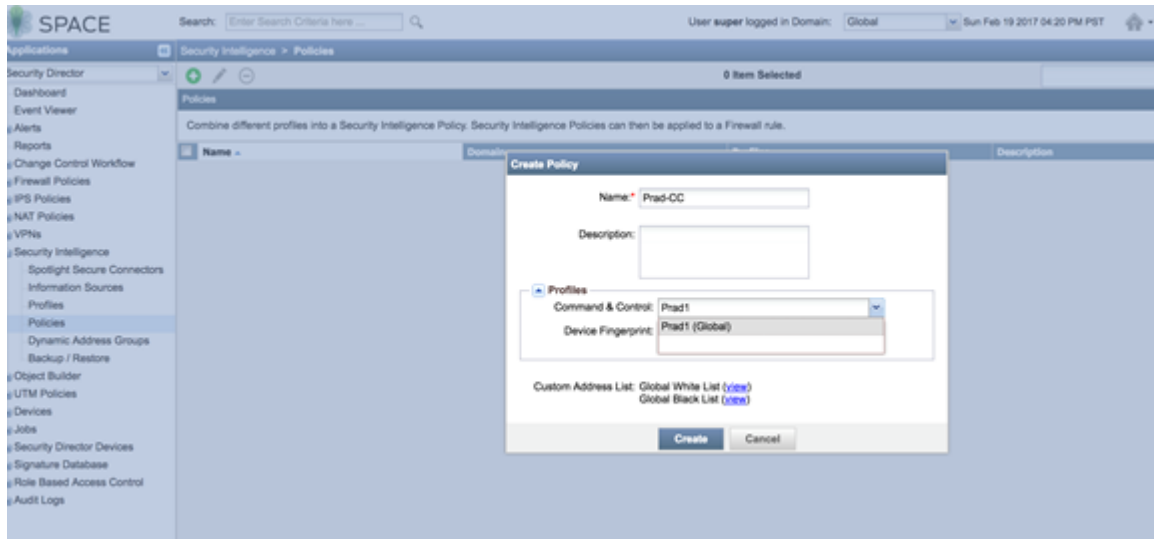 SPACE
Search: Enter Search Criteria here ...
User super logged in Domain: Global
Sun Feb 19 2017 04:20 PM PST
Applications
Security Intelligence > Policies
Security Director
0 Item Selected
Dashboard
Event Viewer
Alerts
Reports
Change Control Workflow
Firewall Policies
IPS Policies
NAT Policies
VPNs
Security Intelligence
Spotlight Secure Connectors
Information Sources
Profiles
Policies
Dynamic Address Groups
Backup / Restore
Object Builder
UTM Policies
Devices
Jobs
Security Director Devices
Signature Database
Role Based Access Control
Audit Logs
Policies
Combine different profiles into a Security Intelligence Policy. Security Intelligence Policies can then be applied to a Firewall rule.
Name Domain Description
Create Policy
Name:* Prad-CC
Description:
Profiles
Command & Control: Prad1
Device Fingerprint: Prad1 (Global)
Custom Address List: Global White List (view)
Global Black List (view)
Create Cancel